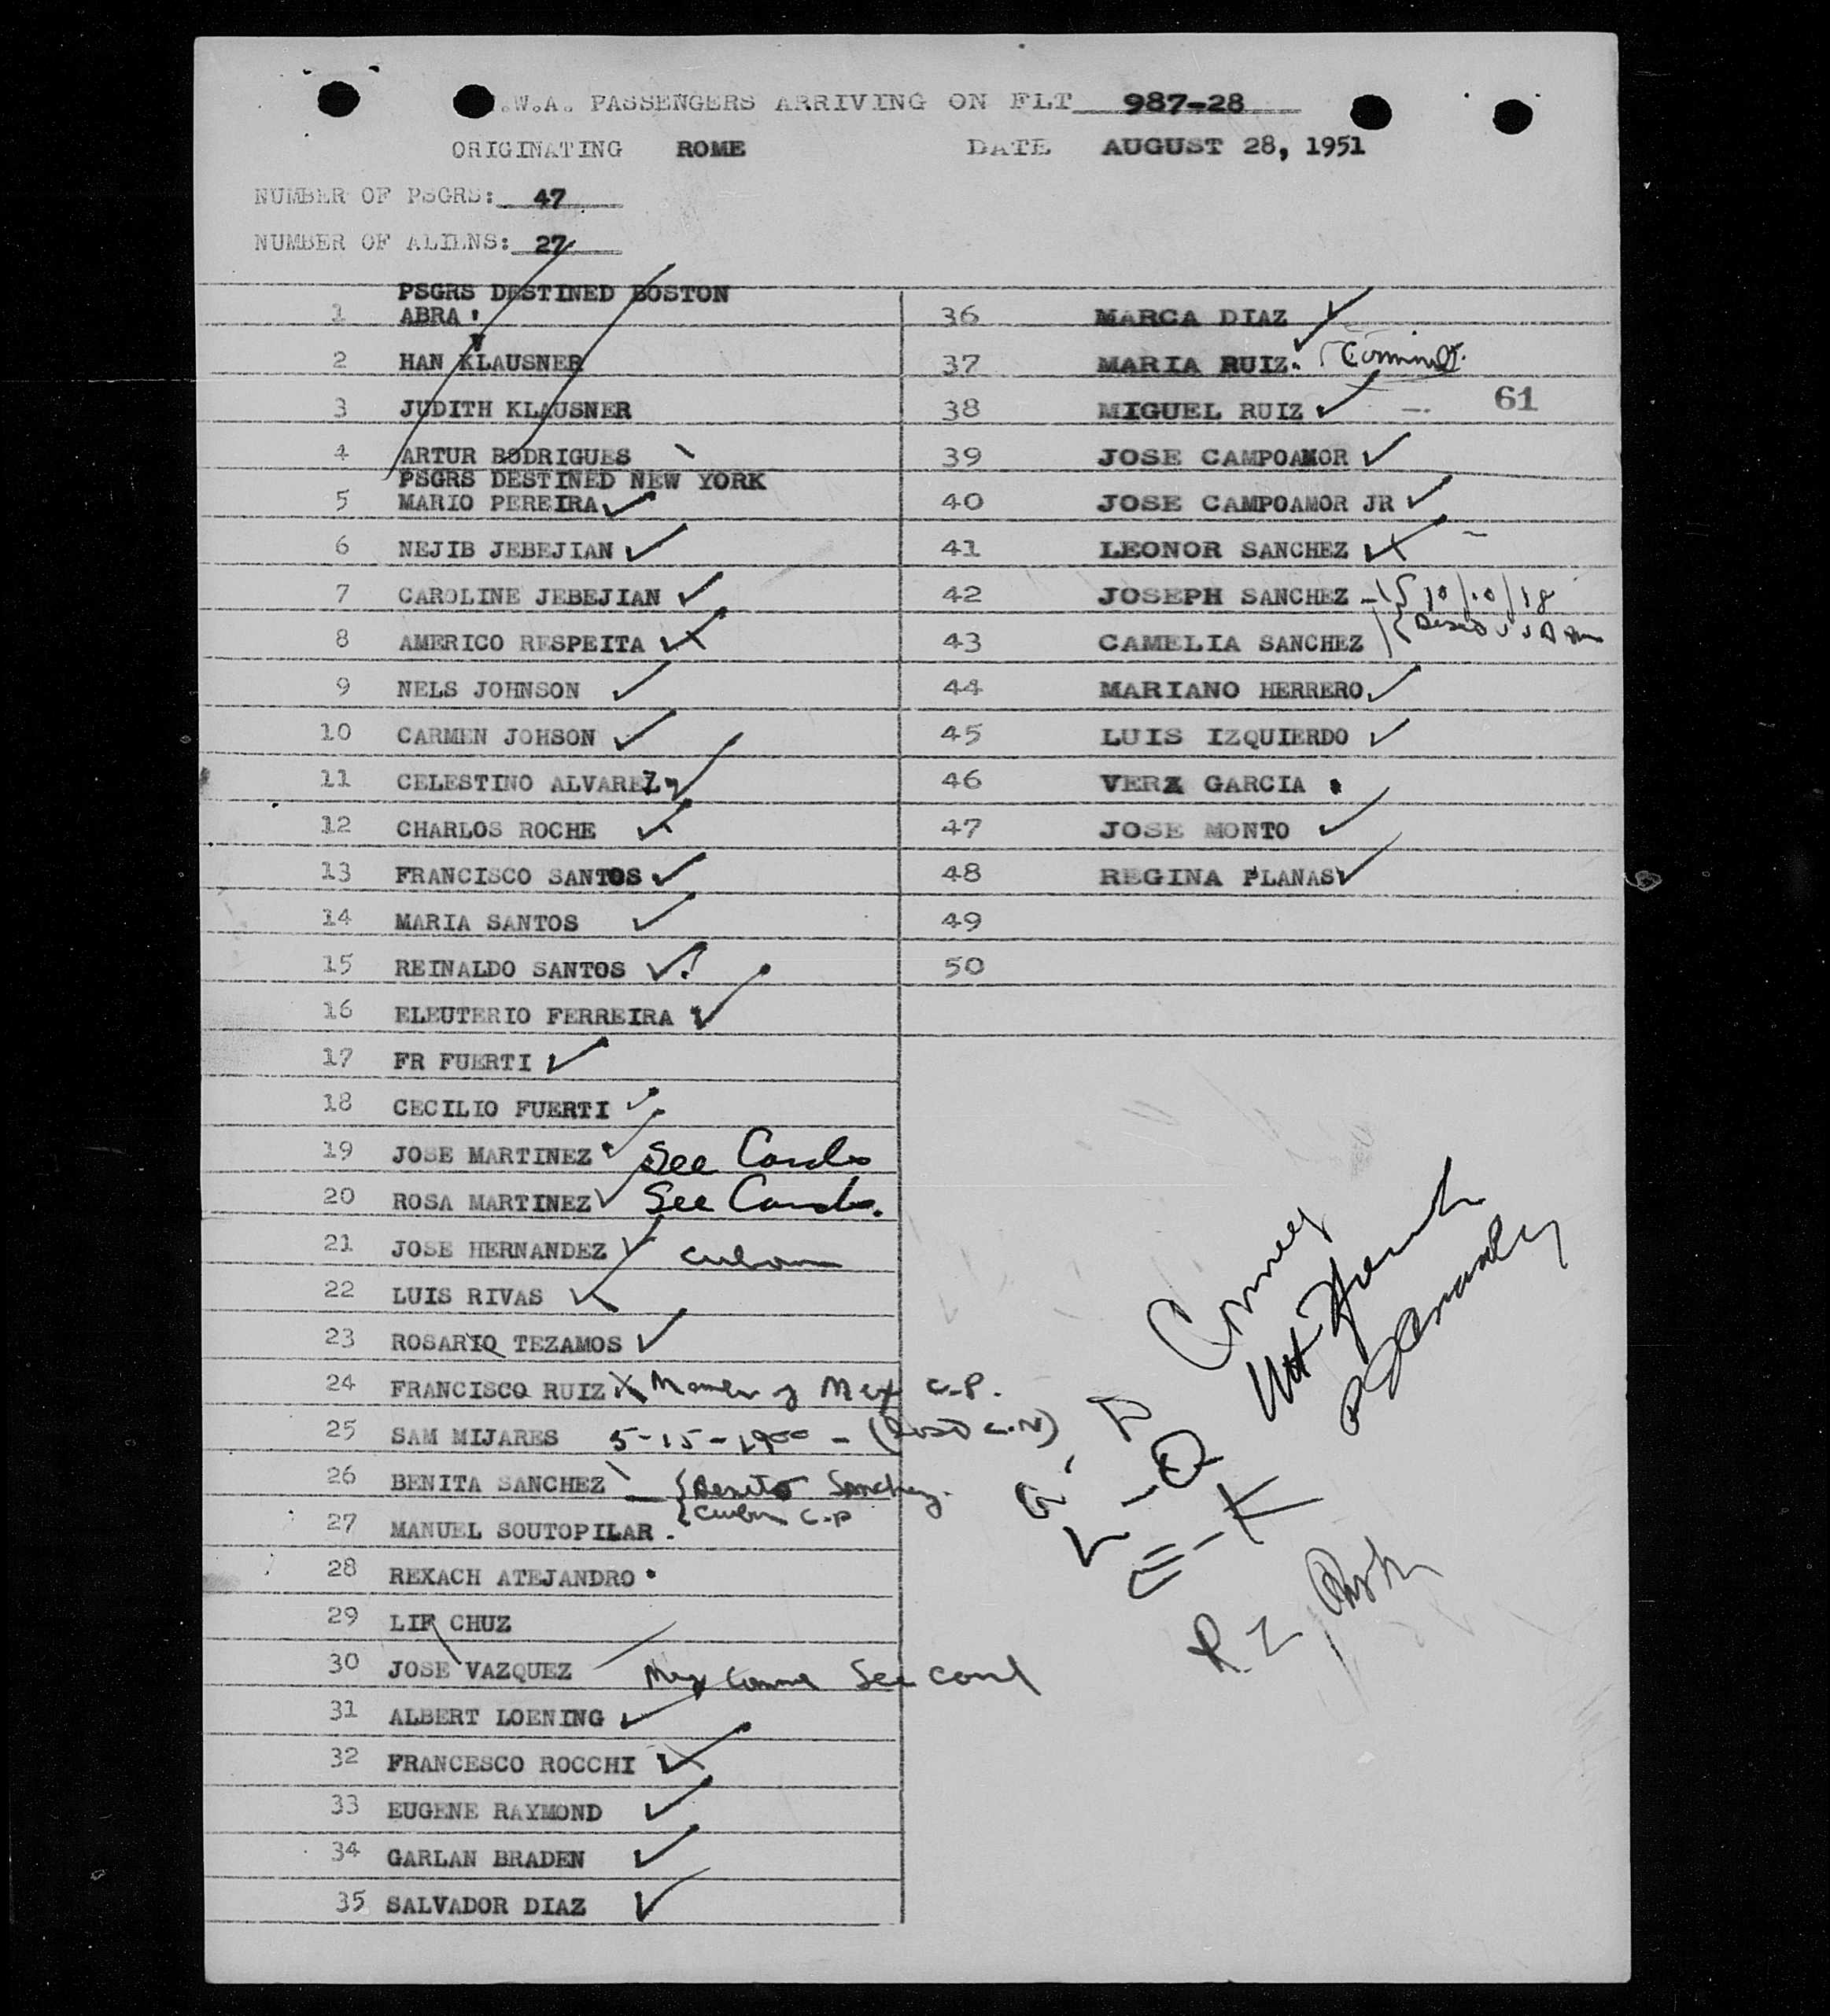 .W.A. PASSENGERS ARRIVING ON FLT 987-28
ORIGINATING ROME DATE AUGUST 28, 1951
NUMBER OF PSGRS: 47
NUMBER OF ALIENS: 27
PSGRS DESTINED BOSTON
1 ABRA
2 HAN KLAUSNER
3 JUDITH KLAUSNER
4 ARTUR RODRIGUES
PSGRS DESTINED NEW YORK
5 MARIO PEREIRA
6 NEJIB JEBEJIAN
7 CAROLINE JEBEJIAN
8 AMERICO RESPEITA
9 NELS JOHNSON
10 CARMEN JOHSON
11 CELESTINO ALVAREZ
12 CHARLOS ROCHE
13 FRANCISCO SANTOS
14 MARIA SANTOS
15 REINALDO SANTOS
16 ELEUTERIO FERREIRA
17 FR FUERTI
18 CECILIO FUERTI
19 JOSE MARTINEZ See Cards
20 ROSA MARTINEZ See Cards.
21 JOSE HERNANDEZ Cuban
22 LUIS RIVAS
23 ROSARIO TEZAMOS
24 FRANCISCO RUIZ Mex C.P.
25 SAM MIJARES 5-15-1900 -
26 BENITA SANCHEZ Benito Sanchez.
Cuban C.P
27 MANUEL SOUTOPILAR
28 REXACH ATEJANDRO
29 LIF CHUZ
30 JOSE VAZQUEZ Mex See card
31 ALBERT LOENING
32 FRANCESCO ROCCHI
33 EUGENE RAYMOND
34 GARLAN BRADEN
35 SALVADOR DIAZ
36 MARCA DIAZ
37 MARIA RUIZ.
38 MIGUEL RUIZ 61
39 JOSE CAMPOAMOR
40 JOSE CAMPOAMOR JR
41 LEONOR SANCHEZ
42 JOSEPH SANCHEZ 10/10/18
43 CAMELIA SANCHEZ
44 MARIANO HERRERO
45 LUIS IZQUIERDO
46 VERA GARCIA
47 JOSE MONTO
48 REGINA PLANAS
49
50